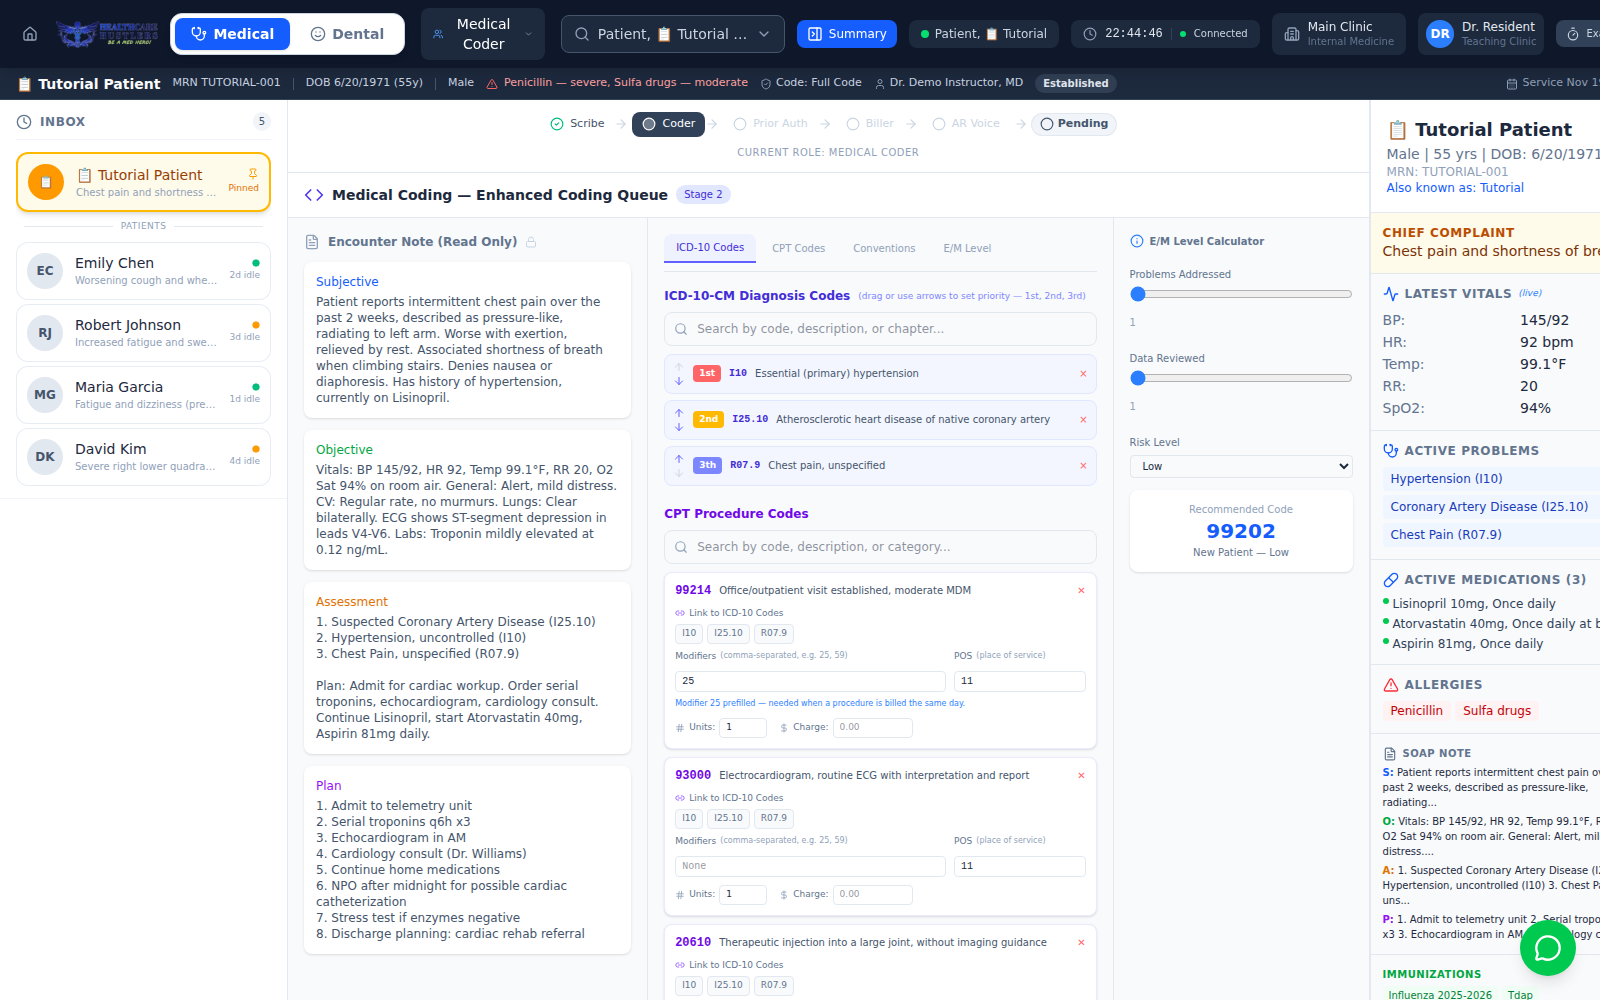 HEALTHCARE
HUSTLERS
BE A MED HERO!
Medical
Dental
Medical
Coder
Patient, 📋 Tutorial ...
Summary
Patient, 📋 Tutorial
22:44:46
Connected
Main Clinic
Internal Medicine
DR
Dr. Resident
Teaching Clinic
📋 Tutorial Patient
MRN TUTORIAL-001
DOB 6/20/1971 (55y)
Male
Penicillin — severe, Sulfa drugs — moderate
Code: Full Code
Dr. Demo Instructor, MD
Established
Service Nov
INBOX
5
📋 Tutorial Patient
Chest pain and shortness ...
Pinned
PATIENTS
EC
Emily Chen
Worsening cough and whe...
2d idle
RJ
Robert Johnson
Increased fatigue and swe...
3d idle
MG
Maria Garcia
Fatigue and dizziness (pre...
1d idle
DK
David Kim
Severe right lower quadra...
4d idle
Scribe
Coder
Prior Auth
Biller
AR Voice
Pending
CURRENT ROLE: MEDICAL CODER
Medical Coding — Enhanced Coding Queue
Stage 2
Encounter Note (Read Only)
Subjective
Patient reports intermittent chest pain over the
past 2 weeks, described as pressure-like,
radiating to left arm. Worse with exertion,
relieved by rest. Associated shortness of breath
when climbing stairs. Denies nausea or
diaphoresis. Has history of hypertension,
currently on Lisinopril.
Objective
Vitals: BP 145/92, HR 92, Temp 99.1°F, RR 20, O2
Sat 94% on room air. General: Alert, mild distress.
CV: Regular rate, no murmurs. Lungs: Clear
bilaterally. ECG shows ST-segment depression in
leads V4-V6. Labs: Troponin mildly elevated at
0.12 ng/mL.
Assessment
1. Suspected Coronary Artery Disease (I25.10)
2. Hypertension, uncontrolled (I10)
3. Chest Pain, unspecified (R07.9)
Plan: Admit for cardiac workup. Order serial
troponins, echocardiogram, cardiology consult.
Continue Lisinopril, start Atorvastatin 40mg,
Aspirin 81mg daily.
Plan
1. Admit to telemetry unit
2. Serial troponins q6h x3
3. Echocardiogram in AM
4. Cardiology consult (Dr. Williams)
5. Continue home medications
6. NPO after midnight for possible cardiac
catheterization
7. Stress test if enzymes negative
8. Discharge planning: cardiac rehab referral
ICD-10 Codes
CPT Codes
Conventions
E/M Level
ICD-10-CM Diagnosis Codes (drag or use arrows to set priority — 1st, 2nd, 3rd)
Search by code, description, or chapter...
1st I10 Essential (primary) hypertension ×
2nd I25.10 Atherosclerotic heart disease of native coronary artery ×
3th R07.9 Chest pain, unspecified ×
CPT Procedure Codes
Search by code, description, or category...
99214 Office/outpatient visit established, moderate MDM ×
Link to ICD-10 Codes
I10 I25.10 R07.9
Modifiers (comma-separated, e.g. 25, 59)
POS (place of service)
25
11
Modifier 25 prefilled — needed when a procedure is billed the same day.
# Units: 1 $ Charge: 0.00
93000 Electrocardiogram, routine ECG with interpretation and report ×
Link to ICD-10 Codes
I10 I25.10 R07.9
Modifiers (comma-separated, e.g. 25, 59)
POS (place of service)
None
11
# Units: 1 $ Charge: 0.00
20610 Therapeutic injection into a large joint, without imaging guidance ×
Link to ICD-10 Codes
I10 I25.10 R07.9
E/M Level Calculator
Problems Addressed
1
Data Reviewed
1
Risk Level
Low
Recommended Code
99202
New Patient — Low
📋 Tutorial Patient
Male | 55 yrs | DOB: 6/20/1971
MRN: TUTORIAL-001
Also known as: Tutorial
CHIEF COMPLAINT
Chest pain and shortness of
LATEST VITALS (live)
BP: 145/92
HR: 92 bpm
Temp: 99.1°F
RR: 20
SpO2: 94%
ACTIVE PROBLEMS
Hypertension (I10)
Coronary Artery Disease (I25.10)
Chest Pain (R07.9)
ACTIVE MEDICATIONS (3)
Lisinopril 10mg, Once daily
Atorvastatin 40mg, Once daily at
Aspirin 81mg, Once daily
ALLERGIES
Penicillin Sulfa drugs
SOAP NOTE
S: Patient reports intermittent chest pain
past 2 weeks, described as pressure-like,
radiating...
O: Vitals: BP 145/92, HR 92, Temp 99.1°F,
O2 Sat 94% on room air. General: Alert,
distress....
A: 1. Suspected Coronary Artery Disease
Hypertension, uncontrolled (I10) 3. Chest
uns...
P: 1. Admit to telemetry unit 2. Serial
x3 3. Echocardiogram in AM
IMMUNIZATIONS
Influenza 2025-2026 Tdap